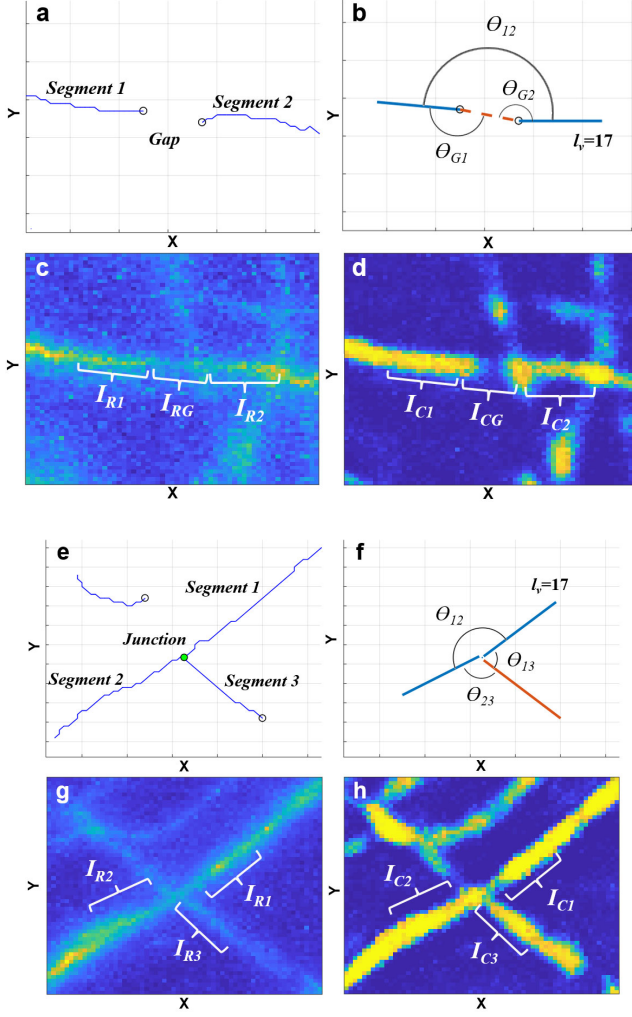 a
Segment 1
Segment 2
Gap
Y
X
b
Θ12
ΘG2
ΘG1
lv=17
Y
X
c
IR1
IRG
IR2
Y
X
d
IC1
ICG
IC2
Y
X
e
Segment 1
Junction
Segment 2
Segment 3
Y
X
f
lv=17
Θ12
Θ13
Θ23
Y
X
g
IR2
IR1
IR3
Y
X
h
IC2
IC1
IC3
Y
X